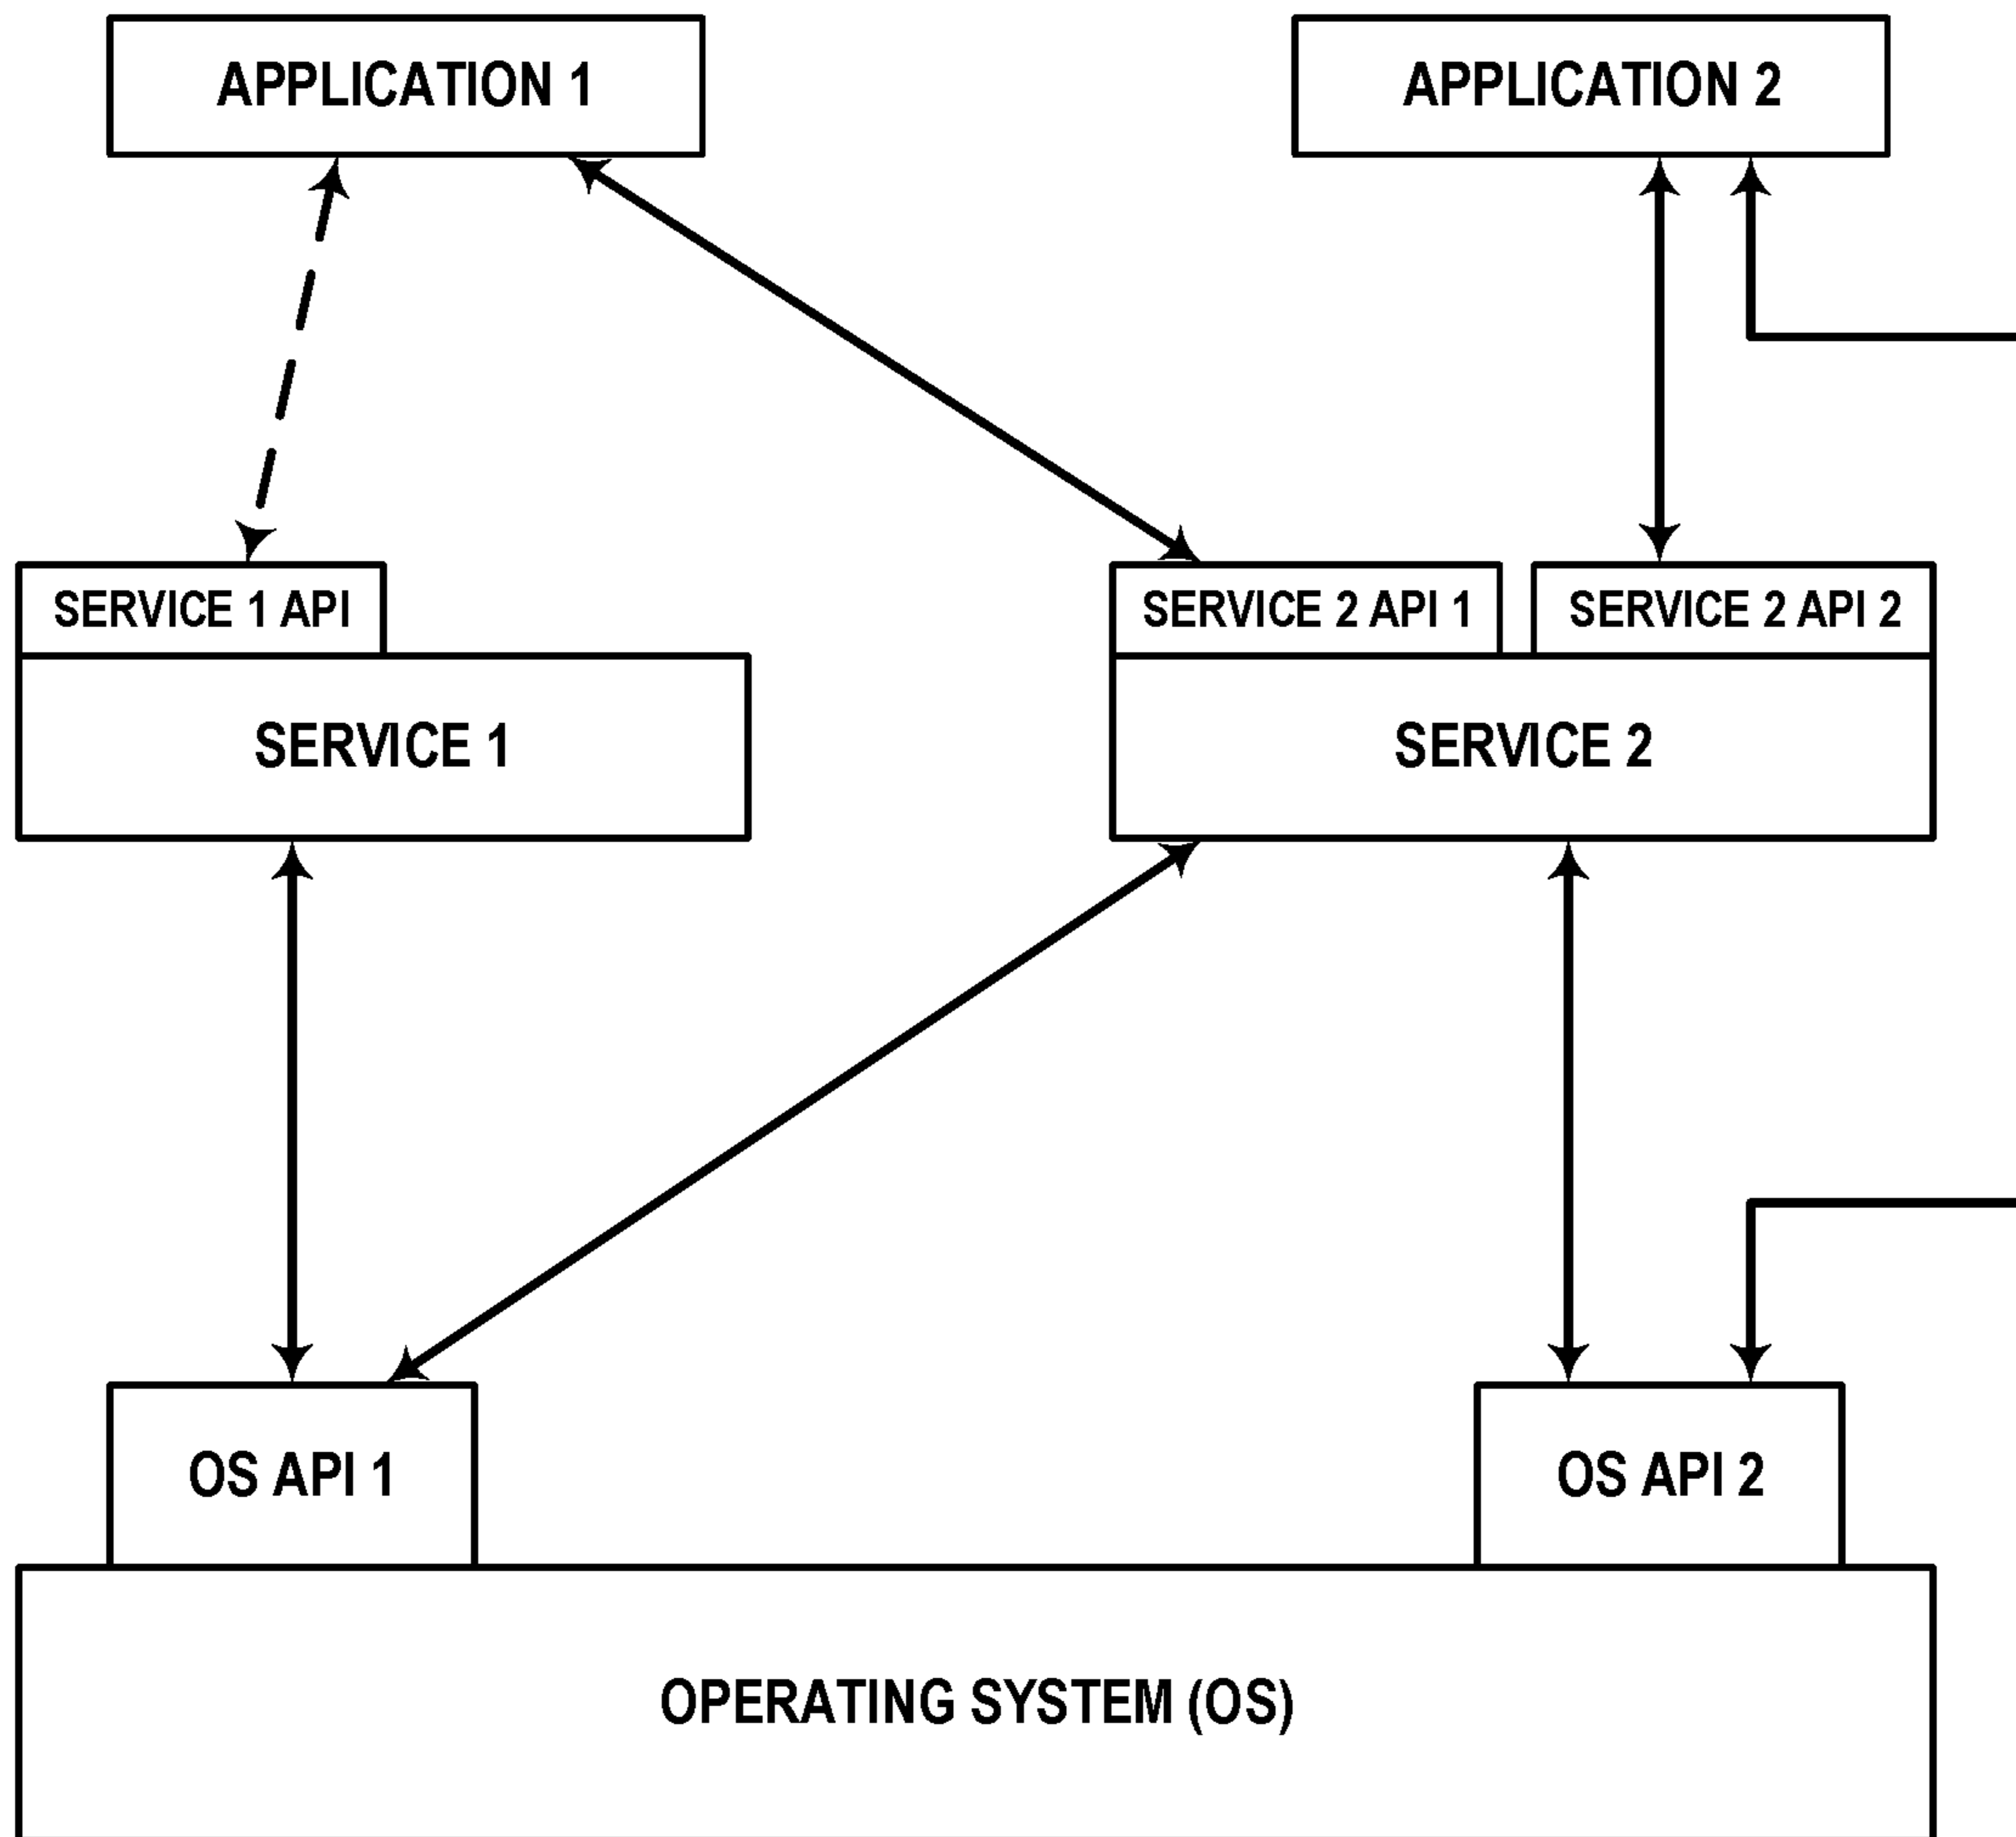 APPLICATION 1
APPLICATION 2
SERVICE 1 API
SERVICE 2 API 1
SERVICE 2 API 2
SERVICE 1
SERVICE 2
OS API 1
OS API 2
OPERATING SYSTEM (OS)